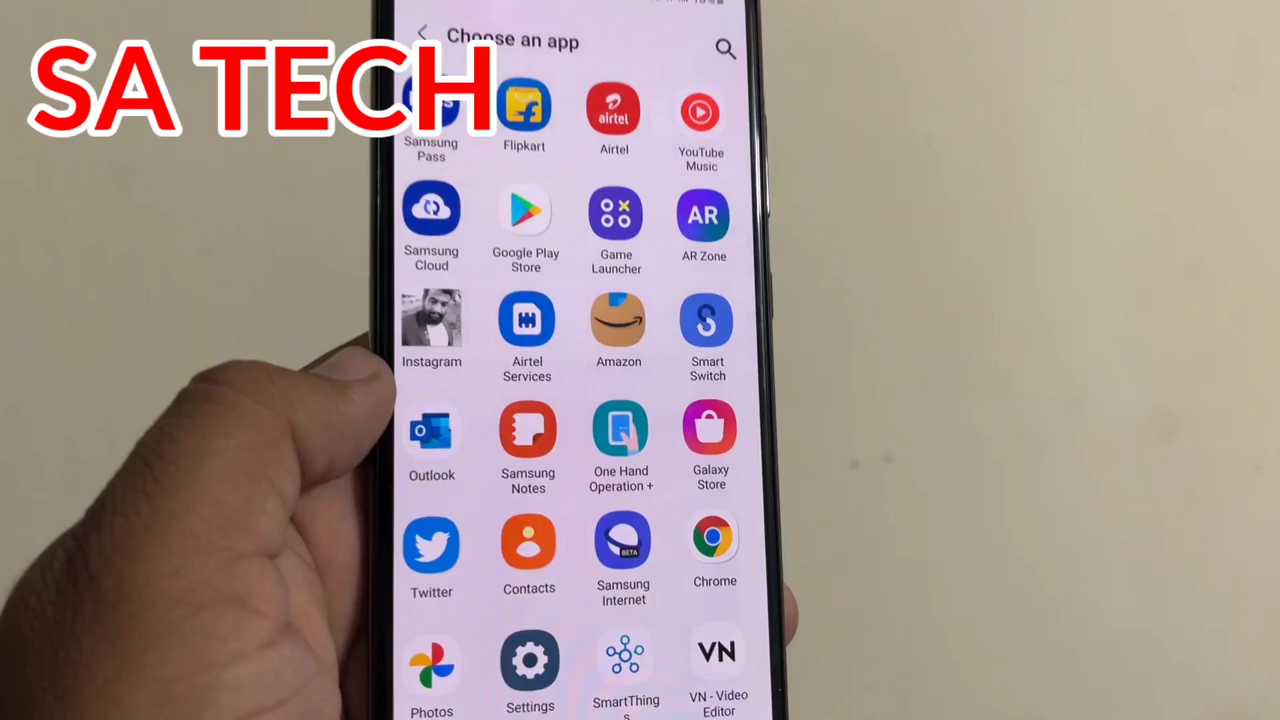 Choose an app
SA TECH
Samsung
Pass
Flipkart
airtel
Airtel
YouTube
Music
AR
Samsung
Cloud
Google Play
Store
Game
Launcher
AR Zone
Instagram
Airtel
Services
Amazon
Smart
Switch
Outlook
Samsung
Notes
One Hand
Operation +
Galaxy
Store
BETA
Twitter
Contacts
Samsung
Internet
Chrome
VN
Photos
Settings
SmartThing
s
VN - Video
Editor